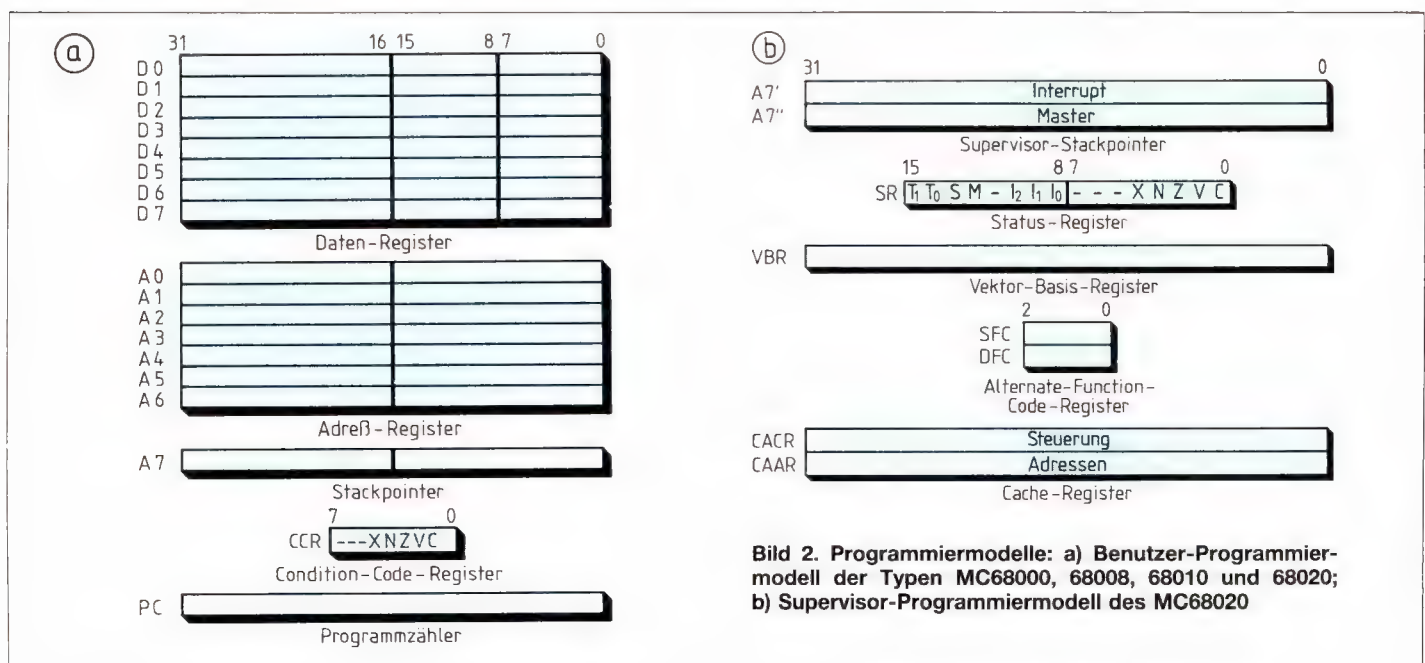 a
31 16 15 8 7 0
D0
D1
D2
D3
D4
D5
D6
D7
Daten-Register
A0
A1
A2
A3
A4
A5
A6
Adreß-Register
A7
Stackpointer
7 0
CCR ---XNZVC
Condition-Code-Register
PC
Programmzähler
b
31 0
A7' Interrupt
A7'' Master
Supervisor-Stackpointer
15 8 7 0
SR T₁ T₀ S M - I₂ I₁ I₀ - - - X N Z V C
Status-Register
VBR
Vektor-Basis-Register
2 0
SFC
DFC
Alternate-Function-
Code-Register
CACR Steuerung
CAAR Adressen
Cache-Register
Bild 2. Programmiermodelle: a) Benutzer-Programmier-
modell der Typen MC68000, 68008, 68010 und 68020;
b) Supervisor-Programmiermodell des MC68020